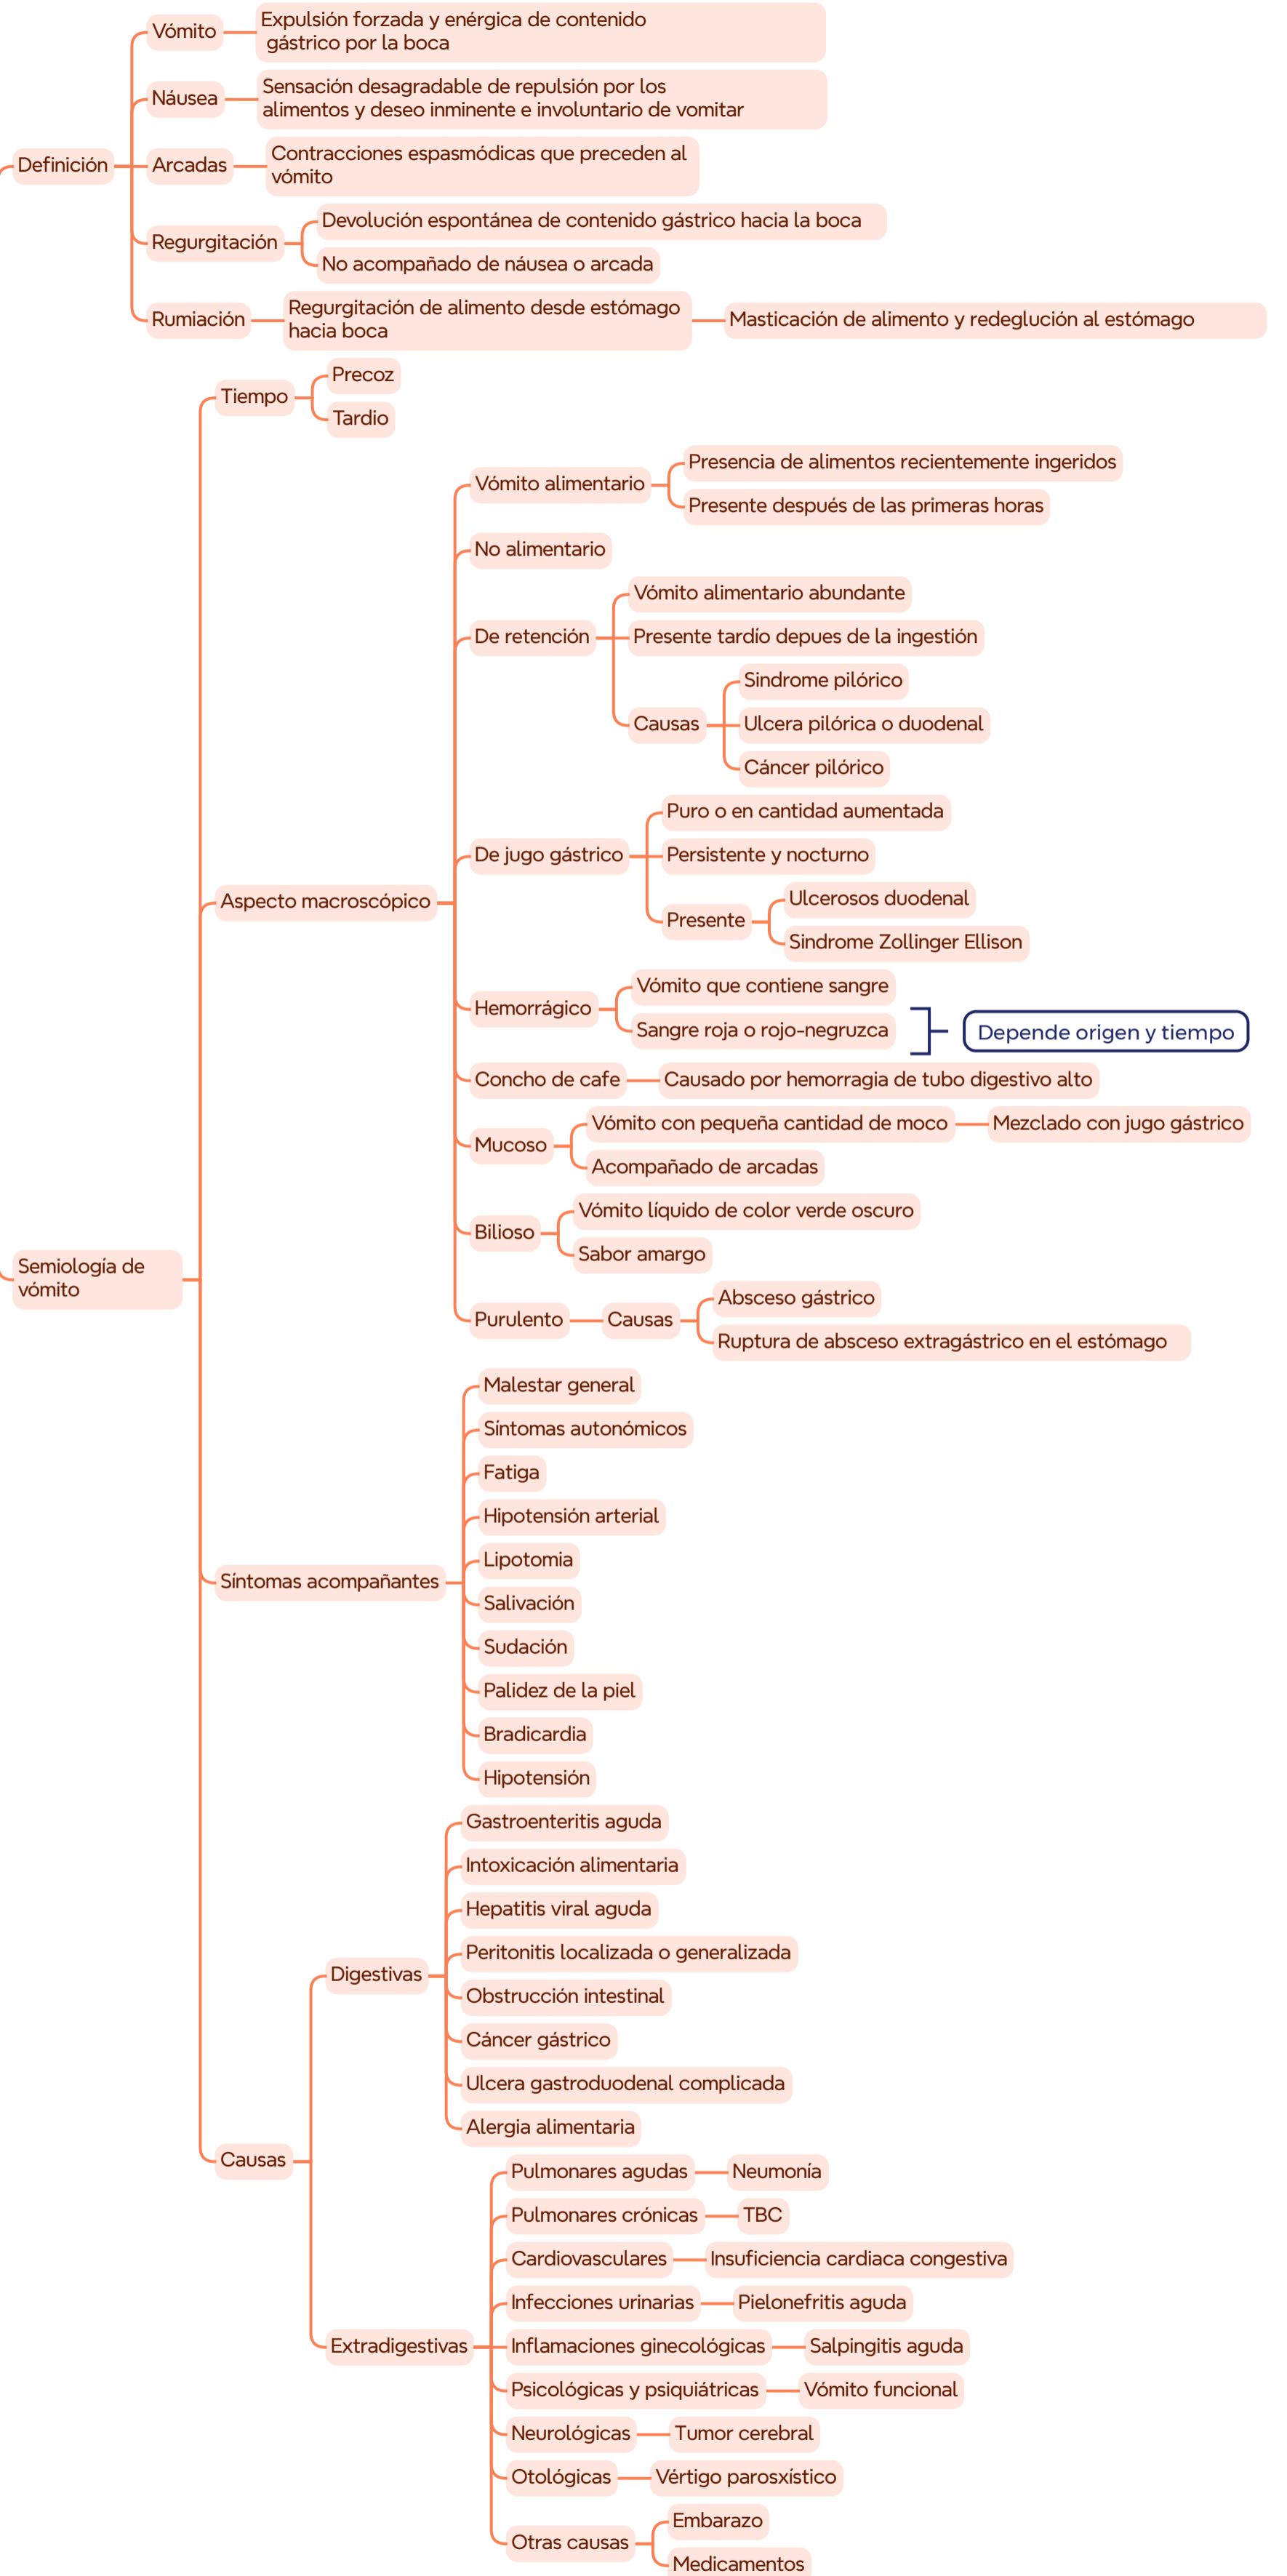 Definición
Vómito
Expulsión forzada y enérgica de contenido
gástrico por la boca
Náusea
Sensación desagradable de repulsión por los
alimentos y deseo inminente e involuntario de vomitar
Arcadas
Contracciones espasmódicas que preceden al
vómito
Regurgitación
Devolución espontánea de contenido gástrico hacia la boca
No acompañado de náusea o arcada
Rumiación
Regurgitación de alimento desde estómago
hacia boca
Masticación de alimento y redeglución al estómago
Semiología de
vómito
Tiempo
Precoz
Tardio
Aspecto macroscópico
Vómito alimentario
Presencia de alimentos recientemente ingeridos
Presente después de las primeras horas
No alimentario
De retención
Vómito alimentario abundante
Presente tardío depues de la ingestión
Causas
Sindrome pilórico
Ulcera pilórica o duodenal
Cáncer pilórico
De jugo gástrico
Puro o en cantidad aumentada
Persistente y nocturno
Presente
Ulcerosos duodenal
Sindrome Zollinger Ellison
Hemorrágico
Vómito que contiene sangre
Sangre roja o rojo-negruzca
Depende origen y tiempo
Concho de cafe
Causado por hemorragia de tubo digestivo alto
Mucoso
Vómito con pequeña cantidad de moco
Mezclado con jugo gástrico
Acompañado de arcadas
Bilioso
Vómito líquido de color verde oscuro
Sabor amargo
Purulento
Causas
Absceso gástrico
Ruptura de absceso extragástrico en el estómago
Síntomas acompañantes
Malestar general
Síntomas autonómicos
Fatiga
Hipotensión arterial
Lipotomia
Salivación
Sudación
Palidez de la piel
Bradicardia
Hipotensión
Causas
Digestivas
Gastroenteritis aguda
Intoxicación alimentaria
Hepatitis viral aguda
Peritonitis localizada o generalizada
Obstrucción intestinal
Cáncer gástrico
Ulcera gastroduodenal complicada
Alergia alimentaria
Extradigestivas
Pulmonares agudas
Neumonía
Pulmonares crónicas
TBC
Cardiovasculares
Insuficiencia cardiaca congestiva
Infecciones urinarias
Pielonefritis aguda
Inflamaciones ginecológicas
Salpingitis aguda
Psicológicas y psiquiátricas
Vómito funcional
Neurológicas
Tumor cerebral
Otológicas
Vértigo parosxístico
Otras causas
Embarazo
Medicamentos